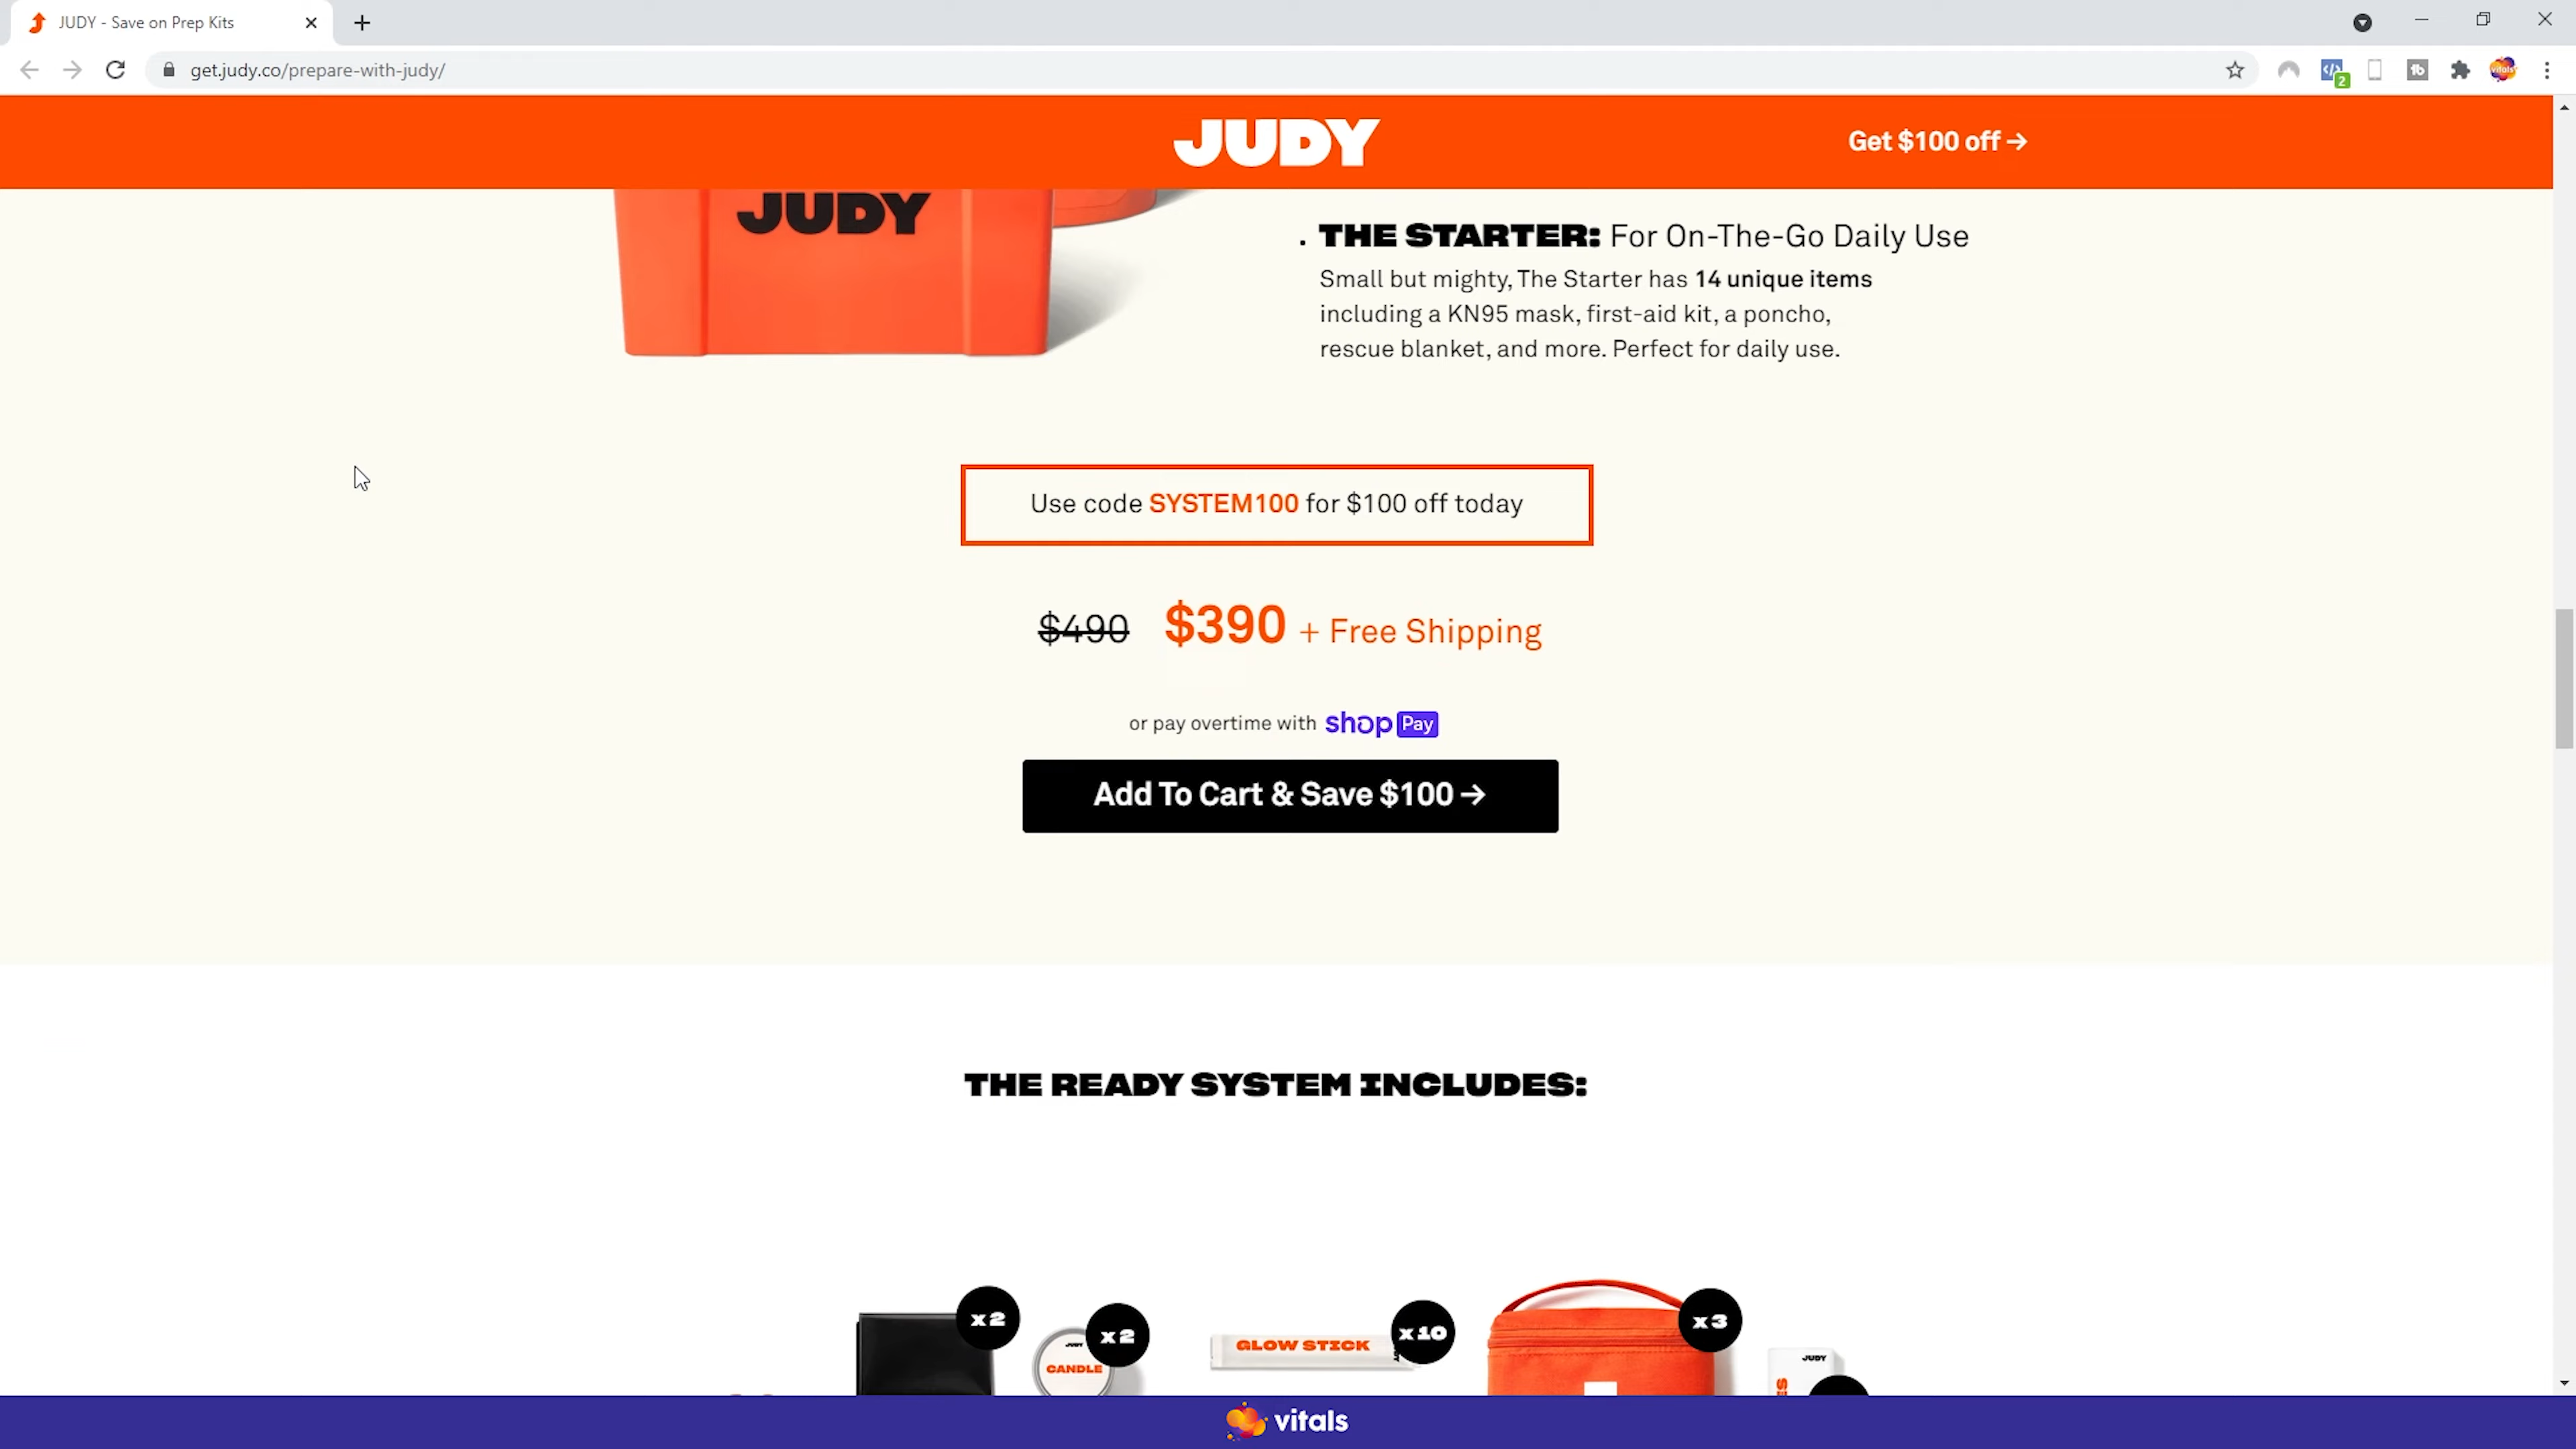 JUDY - Save on Prep Kits
get.judy.co/prepare-with-judy/
2
vitals
JUDY
Get $100 off →
JUDY
THE STARTER: For On-The-Go Daily Use
Small but mighty, The Starter has 14 unique items
including a KN95 mask, first-aid kit, a poncho,
rescue blanket, and more. Perfect for daily use.
Use code SYSTEM100 for $100 off today
$490 $390 + Free Shipping
or pay overtime with shop Pay
Add To Cart & Save $100 →
THE READY SYSTEM INCLUDES:
x2
JUDY
CANDLE
x2
GLOW STICK
x10
x3
JUDY
vitals